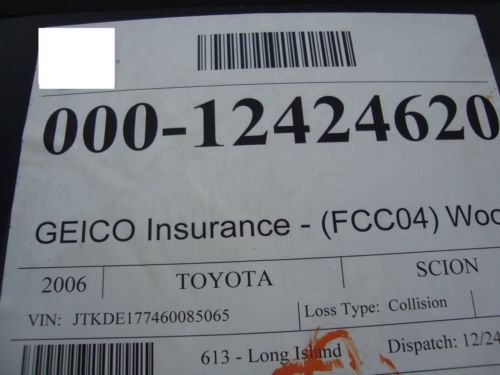 000-12424620
GEICO Insurance - (FCC04) Woo
2006 TOYOTA SCION
VIN: JTKDE177460085065 Loss Type: Collision
613 - Long Island Dispatch: 12/24